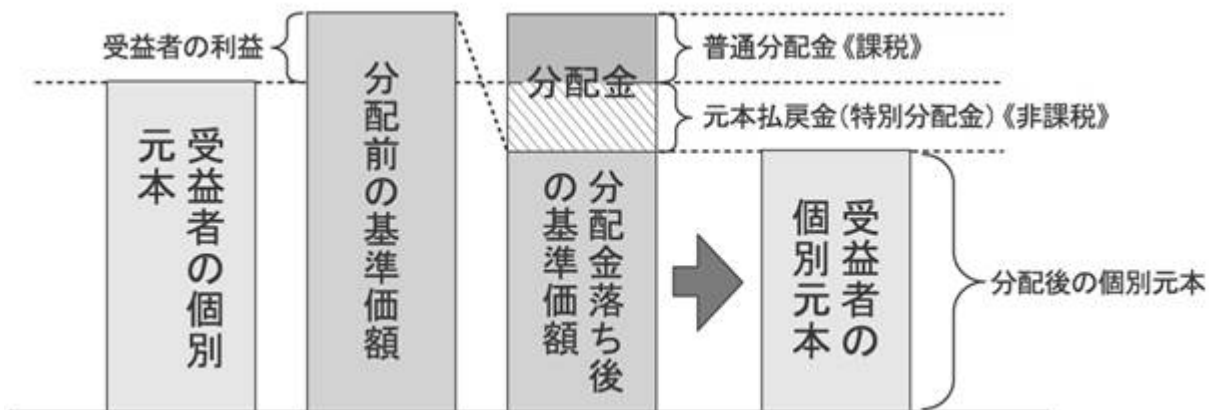 受益者の利益
受益者の個別
元本
分配前の基準価額
分配金
普通分配金《課税》
元本払戻金(特別分配金)《非課税》
分配金落ち後
の基準価額
受益者の
個別元本
分配後の個別元本